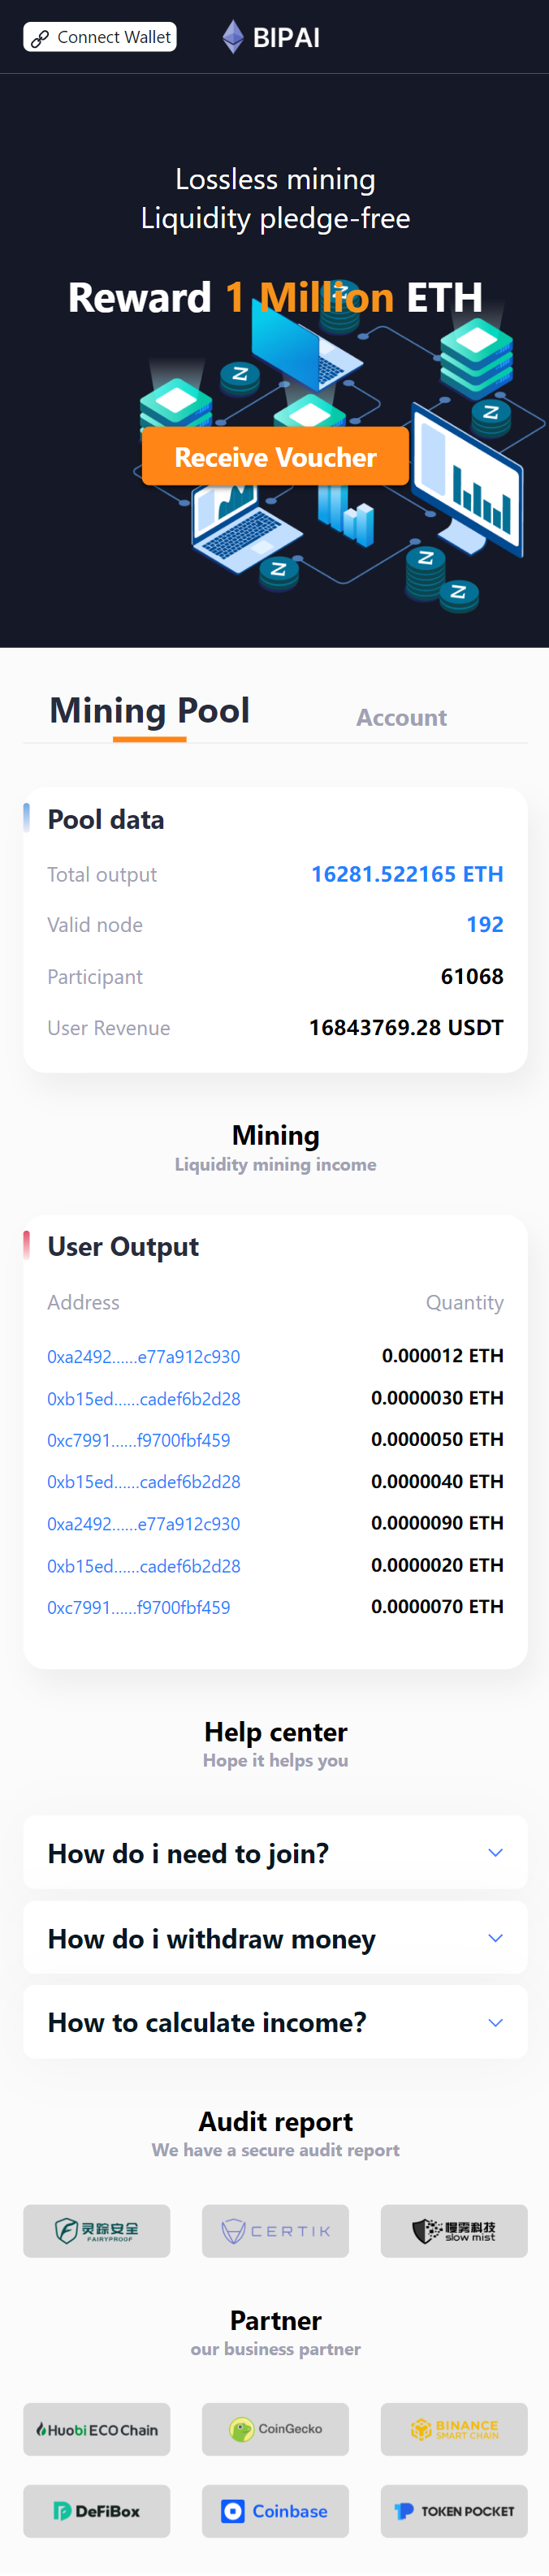 Connect Wallet
BIPAI
Lossless mining
Liquidity pledge-free
Reward 1 Million ETH
Receive Voucher
Mining Pool
Account
Pool data
Total output 16281.522165 ETH
Valid node 192
Participant 61068
User Revenue 16843769.28 USDT
Mining
Liquidity mining income
User Output
Address Quantity
0xa2492......e77a912c930 0.000012 ETH
0xb15ed......cadef6b2d28 0.0000030 ETH
0xc7991......f9700fbf459 0.0000050 ETH
0xb15ed......cadef6b2d28 0.0000040 ETH
0xa2492......e77a912c930 0.0000090 ETH
0xb15ed......cadef6b2d28 0.0000020 ETH
0xc7991......f9700fbf459 0.0000070 ETH
Help center
Hope it helps you
How do i need to join?
How do i withdraw money
How to calculate income?
Audit report
We have a secure audit report
灵踪安全
FAIRYPROOF
CERTIK
慢雾科技
slow mist
Partner
our business partner
Huobi ECO Chain
CoinGecko
BINANCE
SMART CHAIN
DeFiBox
Coinbase
TOKEN POCKET